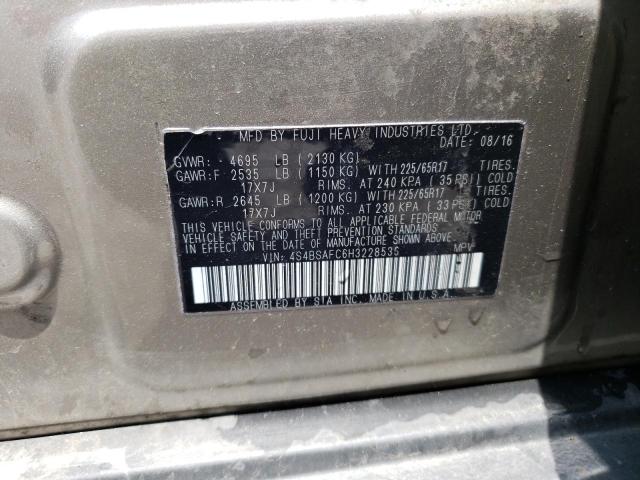 MFD BY FUJI HEAVY INDUSTRIES LTD.
DATE: 08/16
GVWR: 4695 LB (2130 KG)
GAWR:F 2535 LB (1150 KG) WITH 225/65R17 TIRES.
17X7J RIMS. AT 240 KPA (35 PSI) COLD
GAWR:R 2645 LB (1200 KG) WITH 225/65R17 TIRES.
17X7J RIMS. AT 230 KPA (33 PSI) COLD
THIS VEHICLE CONFORMS TO ALL APPLICABLE FEDERAL MOTOR
VEHICLE SAFETY AND THEFT PREVENTION STANDARDS
IN EFFECT ON THE DATE OF MANUFACTURE SHOWN ABOVE.
VIN: 4S4BSAFC6H3228535 MPV
ASSEMBLED BY SIA INC. MADE IN U.S.A.